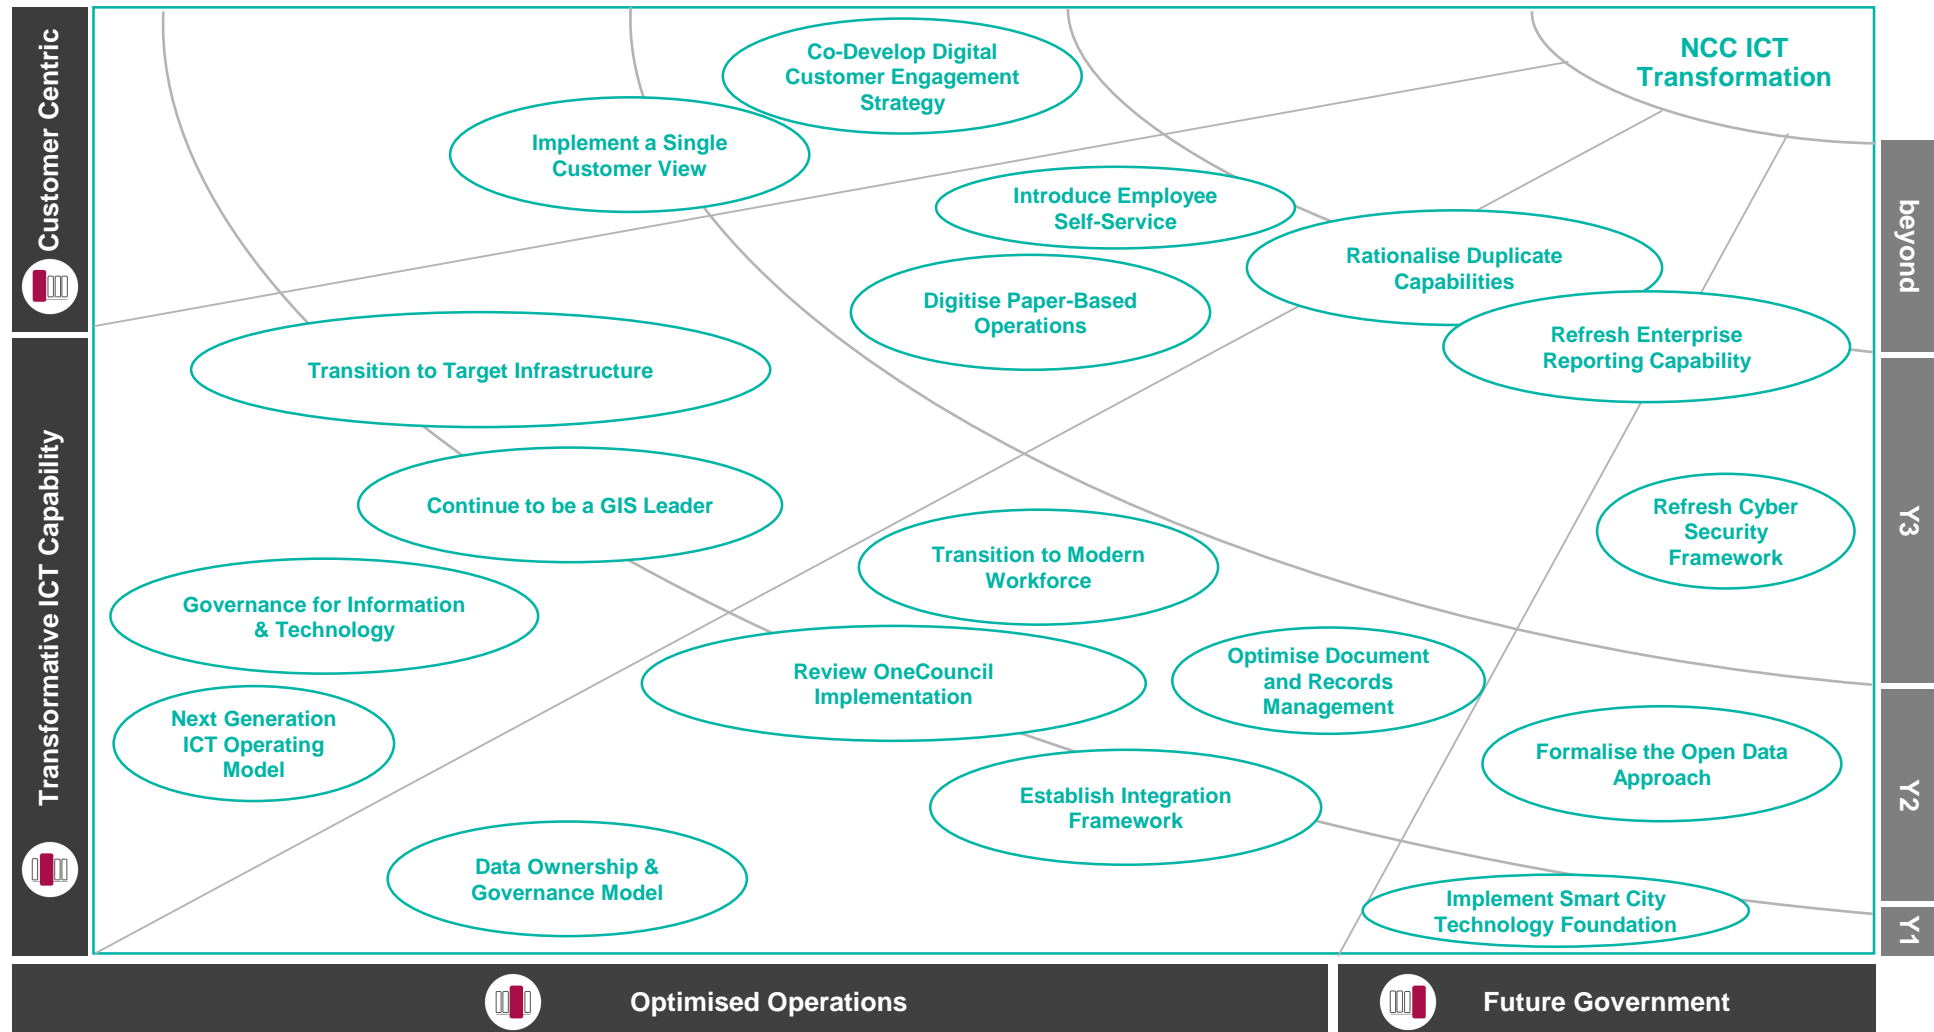 Customer Centric
Transformative ICT Capability
NCC ICT
Transformation
Co-Develop Digital
Customer Engagement
Strategy
Implement a Single
Customer View
Introduce Employee
Self-Service
Rationalise Duplicate
Capabilities
Digitise Paper-Based
Operations
Refresh Enterprise
Reporting Capability
Transition to Target Infrastructure
Continue to be a GIS Leader
Refresh Cyber
Security
Framework
Transition to Modern
Workforce
Governance for Information
& Technology
Review OneCouncil
Implementation
Optimise Document
and Records
Management
Next Generation
ICT Operating
Model
Formalise the Open Data
Approach
Establish Integration
Framework
Data Ownership &
Governance Model
Implement Smart City
Technology Foundation
beyond
Y3
Y2
Y1
Optimised Operations
Future Government